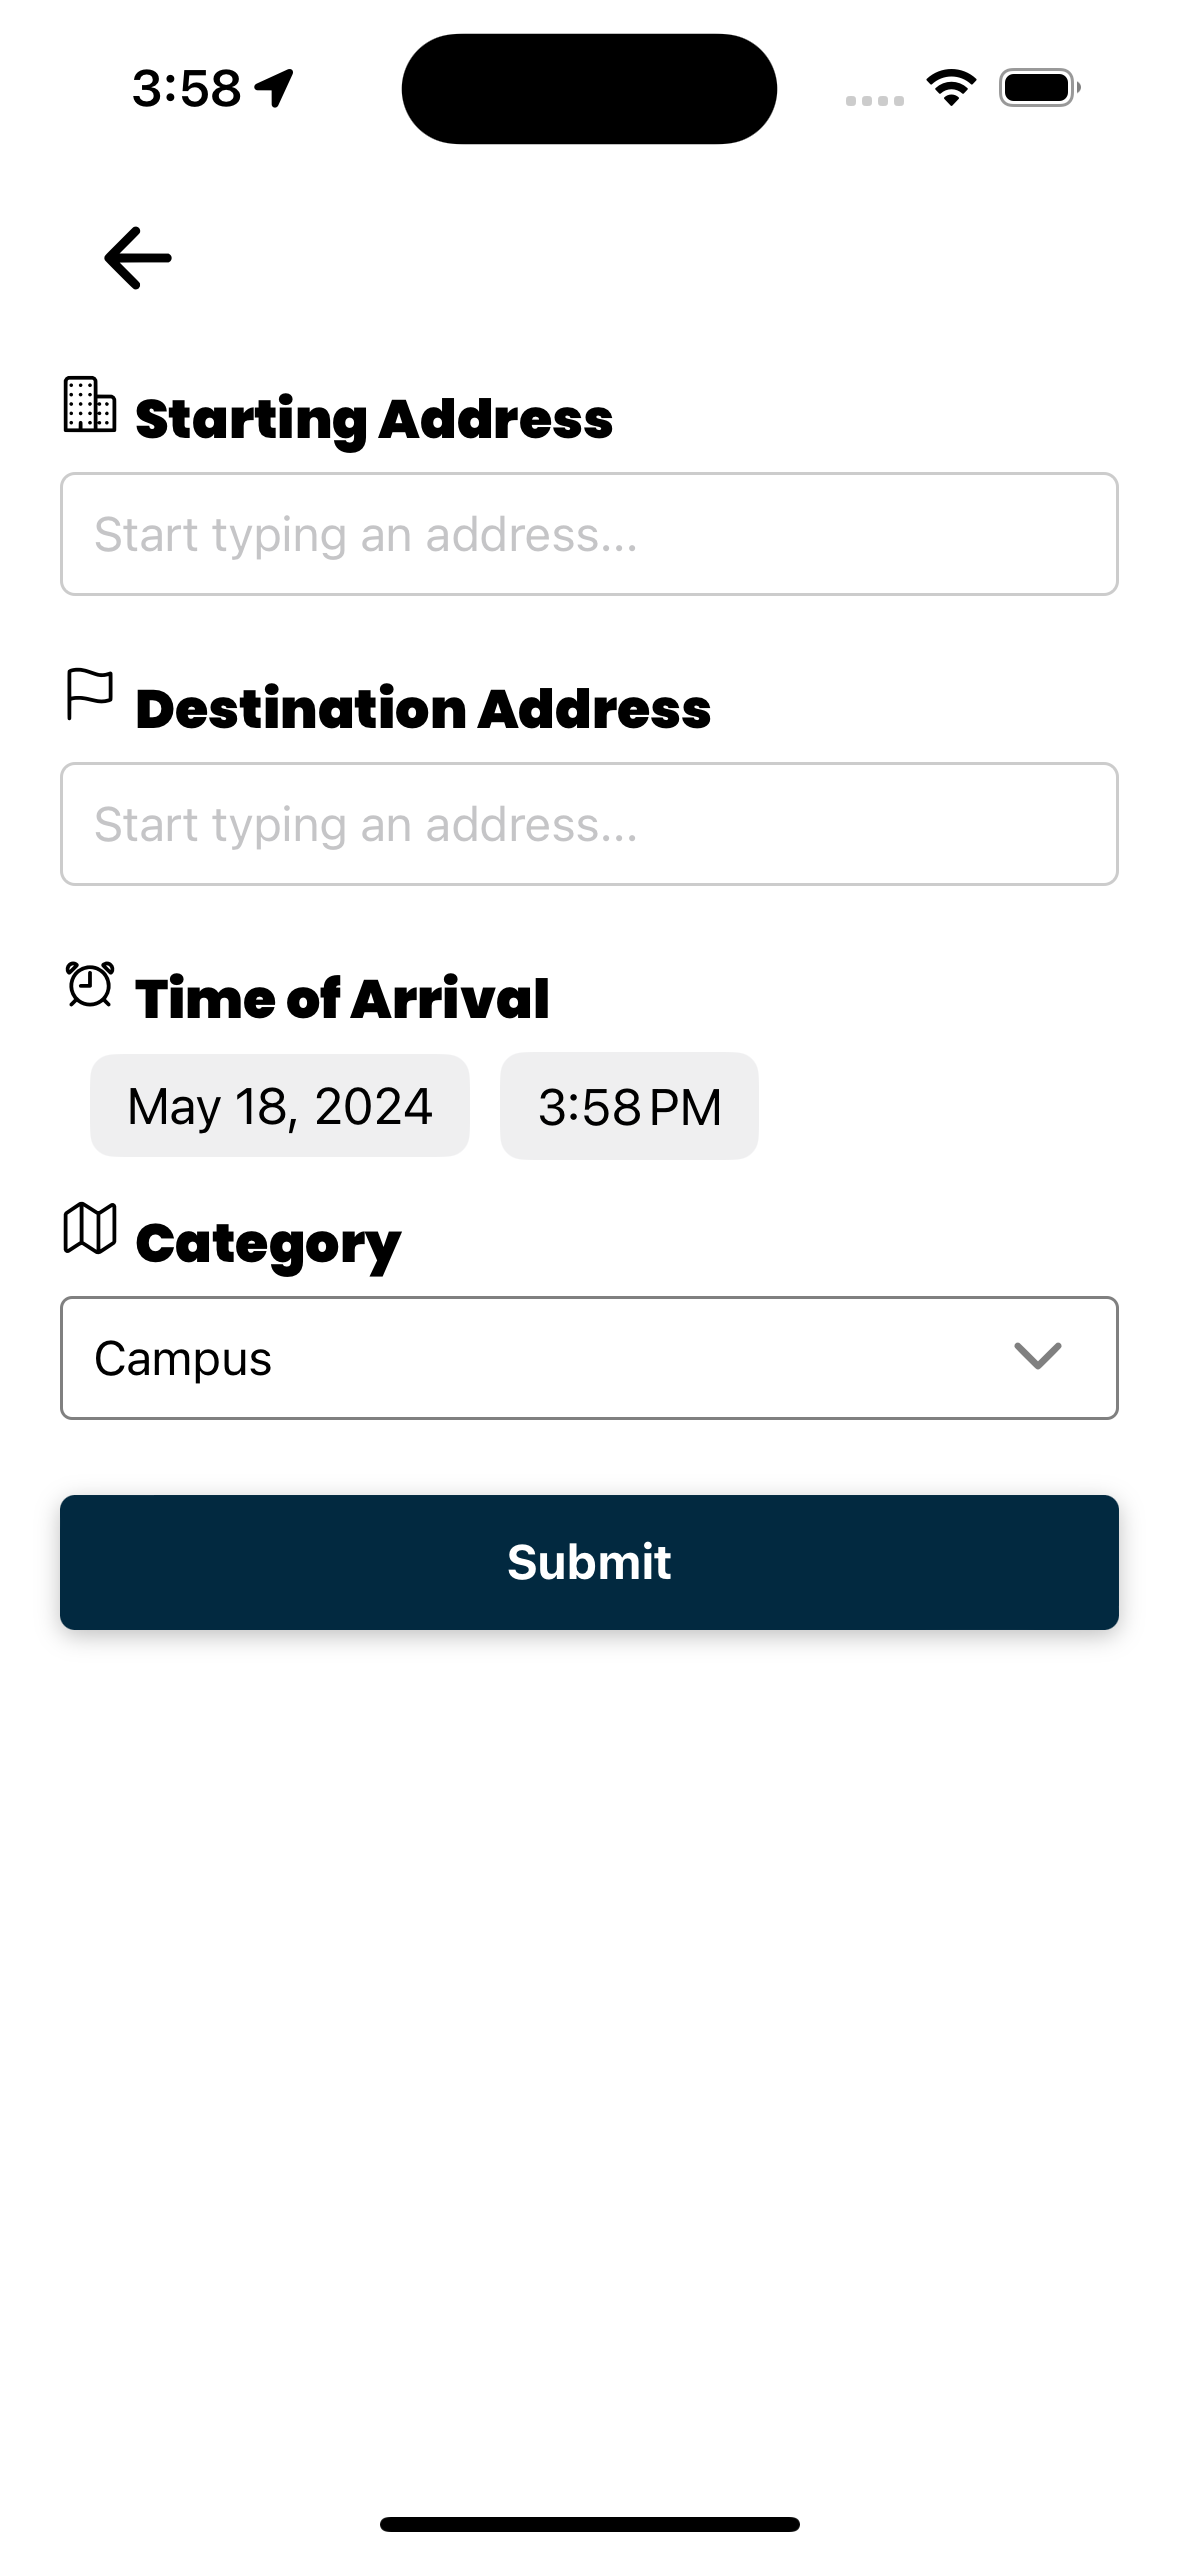 3:58
Starting Address
Start typing an address...
Destination Address
Start typing an address...
Time of Arrival
May 18, 2024 3:58 PM
Category
Campus
Submit